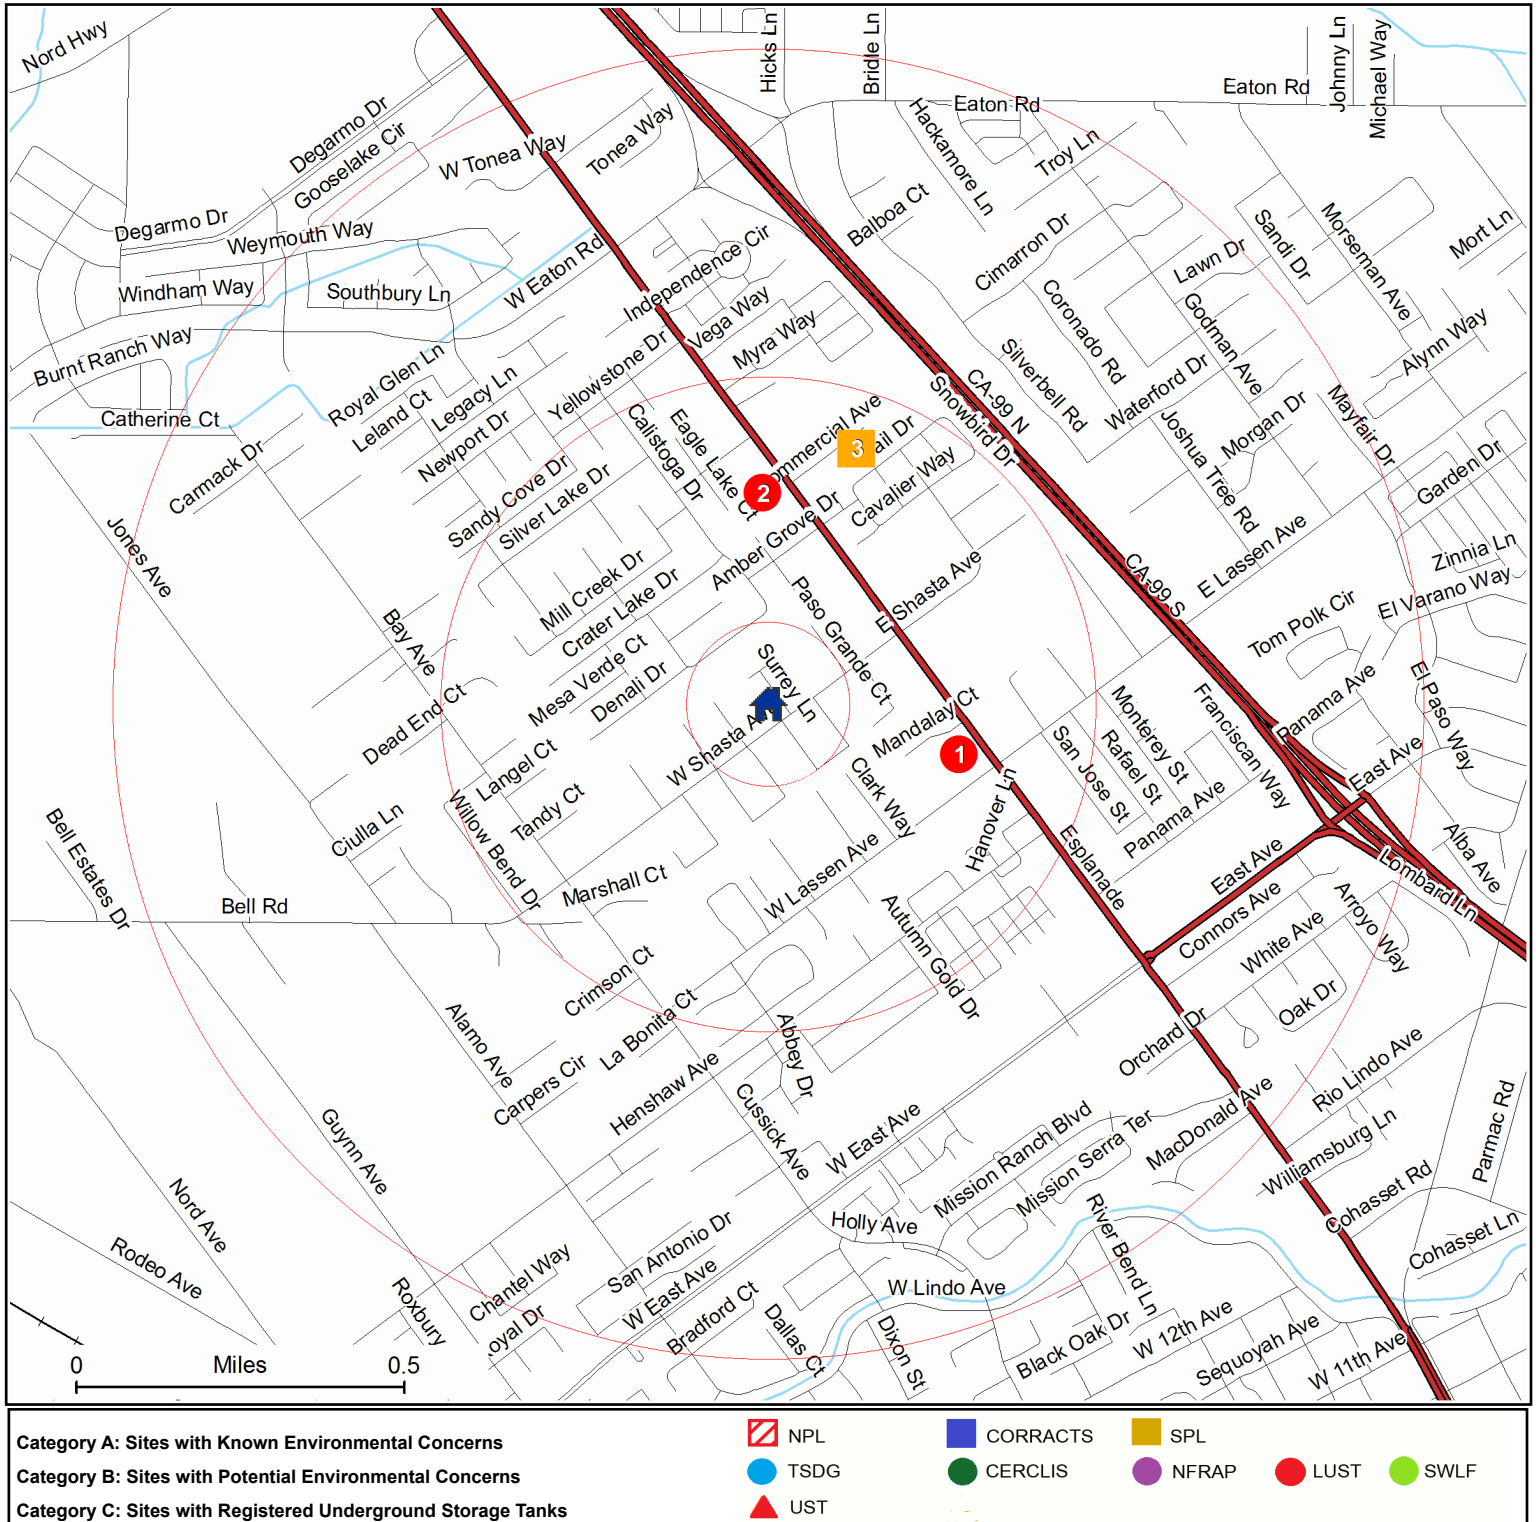 Nord Hwy
Hicks Ln
Bridle Ln
Johnny Ln
Michael Way
Eaton Rd
Eaton Rd
Degarmo Dr
Gooselake Cir
W Tonea Way
Tonea Way
Hackamore Ln
Troy Ln
Degarmo Dr
Weymouth Way
Balboa Ct
Cimarron Dr
Sandi Dr
Morseman Ave
Mort Ln
Lawn Dr
Windham Way
Southbury Ln
W Eaton Rd
Independence Cir
Vega Way
Myra Way
Coronado Rd
Godman Ave
Burnt Ranch Way
Royal Glen Ln
Leland Ct
Legacy Ln
Newport Dr
Yellowstone Dr
Silverbell Rd
Waterford Dr
Alynn Way
Catherine Ct
Carmack Dr
Calistoga Dr
Eagle Lake Ct
ommercial Ave
3
ail Dr
Snowbird Dr
CA-99 N
Joshua Tree Rd
Morgan Dr
Mayfair Dr
Garden Dr
Sandy Cove Dr
Silver Lake Dr
2
Cavalier Way
Amber Grove Dr
Jones Ave
Mill Creek Dr
Crater Lake Dr
Mesa Verde Ct
Denali Dr
Bay Ave
Paso Grande Ct
E Shasta Ave
CA-99 S
E Lassen Ave
Zinnia Ln
El Varano Way
Tom Polk Cir
Surrey Ln
Dead End Ct
W Shasta A
Mandalay Ct
1
Monterey St
Rafael St
San Jose St
Franciscan Way
Panama Ave
El Paso Way
East Ave
Langel Ct
Tandy Ct
Willow Bend Dr
Ciulla Ln
Clark Way
Hanover Ln
Panama Ave
Bell Estates Dr
Bell Rd
Marshall Ct
W Lassen Ave
Esplanade
East Ave
Connors Ave
Lombard Ln
Alba Ave
Autumn Gold Dr
White Ave
Arroyo Way
Crimson Ct
La Bonita Ct
Oak Dr
Alamo Ave
Carpers Cir
Henshaw Ave
Abbey Dr
Cussick Ave
Orchard Dr
Rio Lindo Ave
Parmac Rd
Guynn Ave
W East Ave
Mission Ranch Blvd
Mission Serra Ter
MacDonald Ave
Williamsburg Ln
Nord Ave
Rodeo Ave
Holly Ave
River Bend Ln
Cohasset Rd
Cohasset Ln
Roxbury
Chantel Way
San Antonio Dr
W East Ave
oyal Dr
Bradford Ct
Dallas Ct
W Lindo Ave
Dixon St
Black Oak Dr
W 12th Ave
Sequoyah Ave
W 11th Ave
0 Miles 0.5
Category A: Sites with Known Environmental Concerns
Category B: Sites with Potential Environmental Concerns
Category C: Sites with Registered Underground Storage Tanks
NPL CORRACTS SPL
TSDG CERCLIS NFRAP LUST SWLF
UST